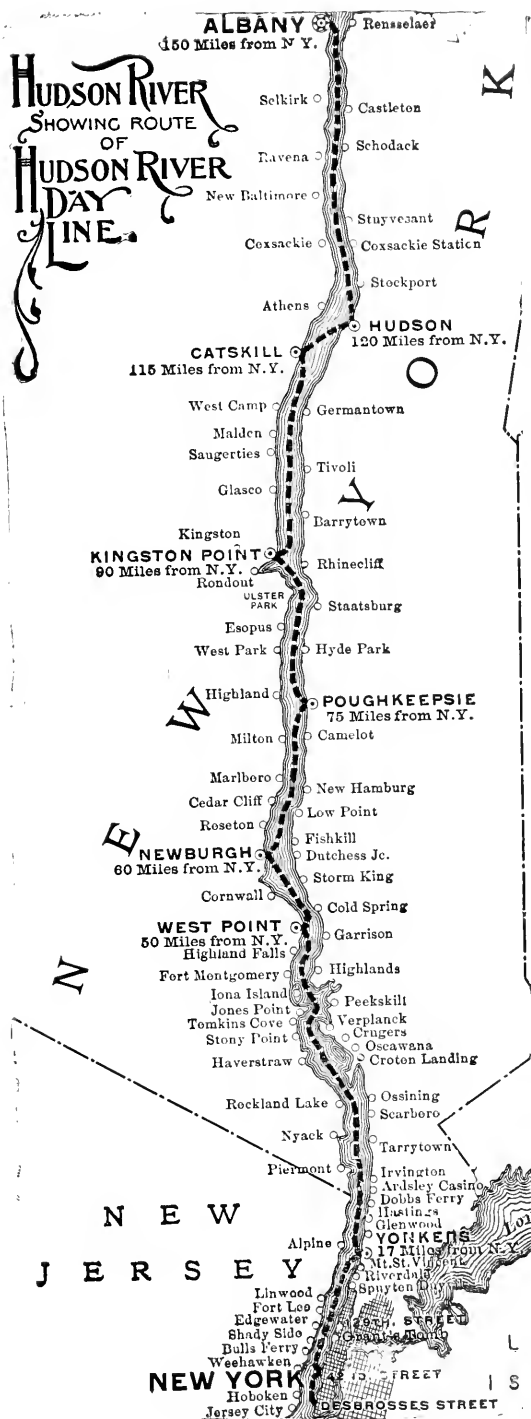 HUDSON RIVER
SHOWING ROUTE
OF
HUDSON RIVER
DAY
LINE.
ALBANY
150 Miles from N.Y.
Rensselaer
Selkirk
Castleton
Schodack
Ravena
New Baltimore
Stuyvesant
Coxsackie
Coxsackie Station
Stockport
Athens
HUDSON
120 Miles from N.Y.
CATSKILL
115 Miles from N.Y.
West Camp
Germantown
Malden
Saugerties
Tivoli
Glasco
Barrytown
Kingston
KINGSTON POINT
90 Miles from N.Y.
Rhinecliff
Rondout
ULSTER
PARK
Staatsburg
Esopus
West Park
Hyde Park
Highland
POUGHKEEPSIE
75 Miles from N.Y.
Milton
Camelot
Marlboro
New Hamburg
Cedar Cliff
Low Point
Roseton
Fishkill
NEWBURGH
60 Miles from N.Y.
Dutchess Jc.
Storm King
Cornwall
Cold Spring
WEST POINT
50 Miles from N.Y.
Garrison
Highland Falls
Fort Montgomery
Highlands
Iona Island
Peekskill
Jones Point
Tomkins Cove
Verplanck
Stony Point
Crugers
Oscawana
Haverstraw
Croton Landing
Rockland Lake
Ossining
Scarboro
Nyack
Tarrytown
Piermont
Irvington
Ardsley Casino
Dobbs Ferry
Hastings
Glenwood
YONKERS
17 Miles from N.Y.
Alpine
Mt. St. Vincent
Riverdale
Spuyten Duyvil
Linwood
Fort Lee
Edgewater
129TH. STREET
Shady Side
Grant's Tomb
Bulls Ferry
Weehawken
NEW YORK
42 D. STREET
Hoboken
DESBROSSES STREET
Jersey City
NEW YORK
NEW
JERSEY
L
IS